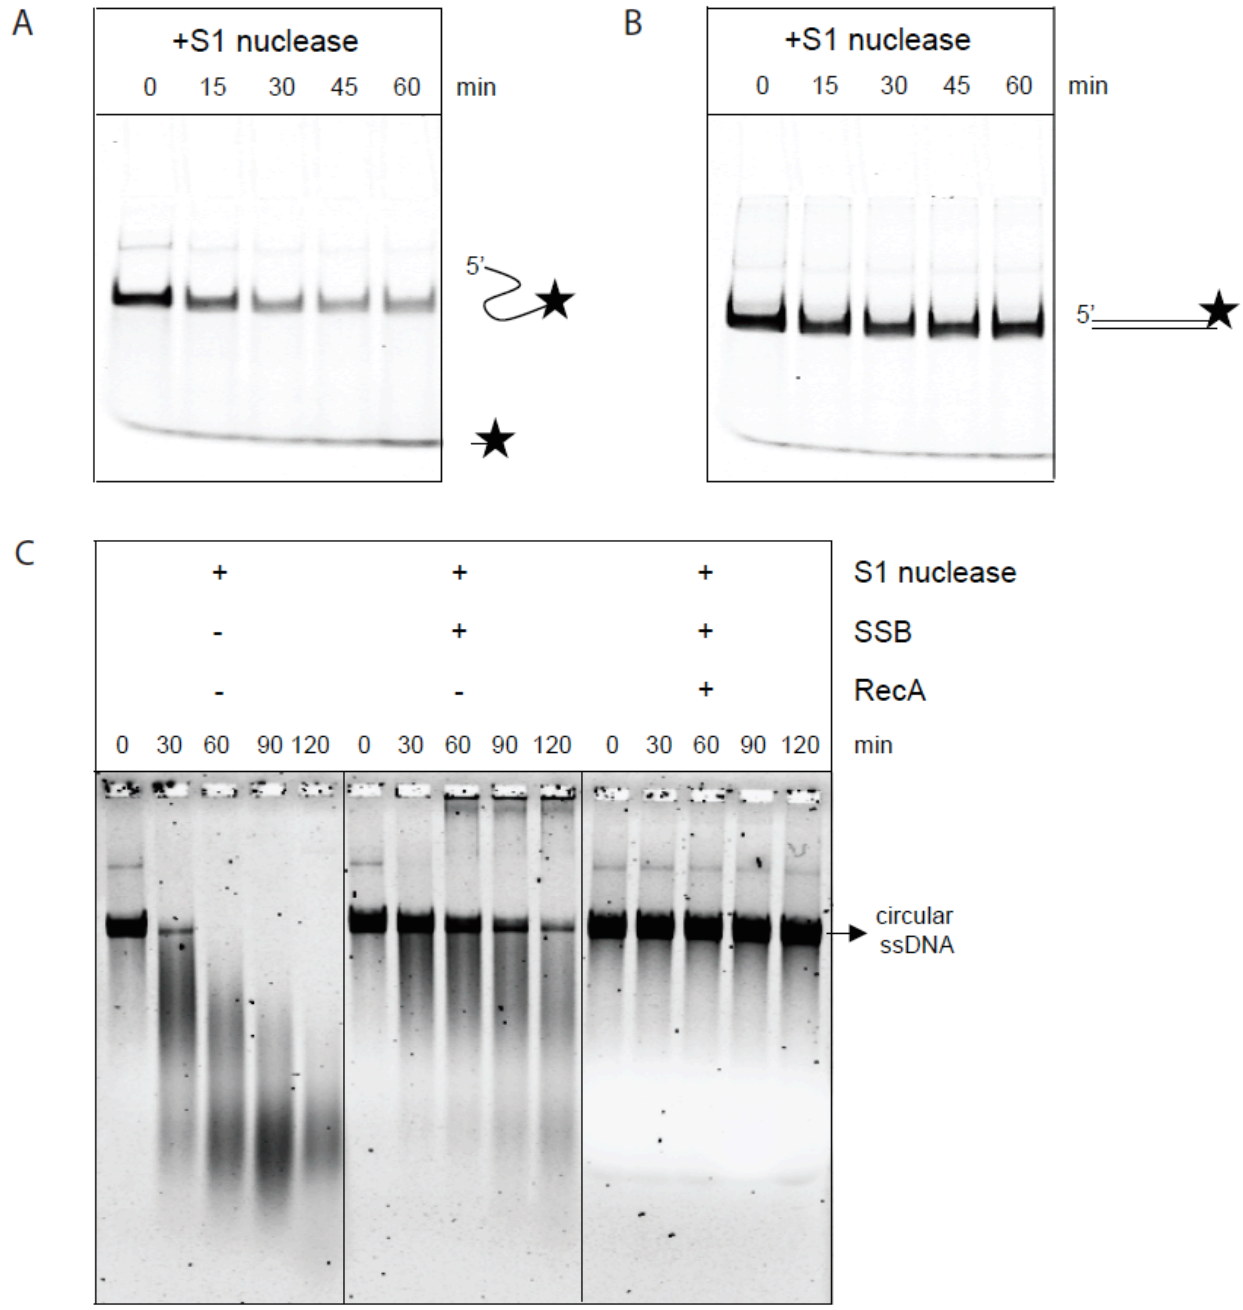 A
+S1 nuclease
0 15 30 45 60 min
5'
B
+S1 nuclease
0 15 30 45 60 min
5'
C
+ + + S1 nuclease
- + + SSB
- - + RecA
0 30 60 90 120 0 30 60 90 120 0 30 60 90 120 min
circular
ssDNA